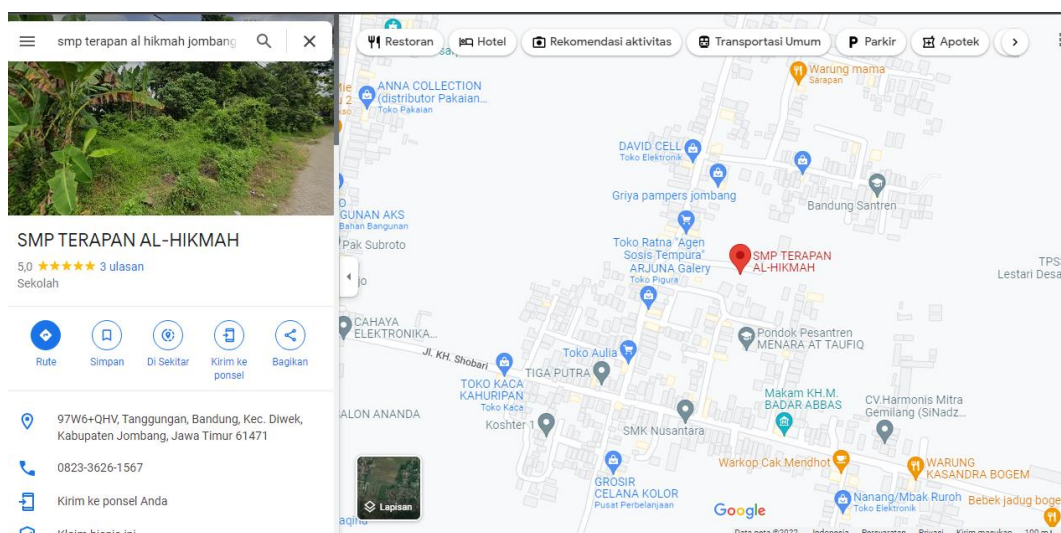 smp terapan al hikmah jombang
SMP TERAPAN AL-HIKMAH
5,0
3 ulasan
Sekolah
Rute
Simpan
Di Sekitar
Kirim ke
ponsel
Bagikan
97W6+QHV, Tanggungan, Bandung, Kec. Diwek,
Kabupaten Jombang, Jawa Timur 61471
0823-3626-1567
Kirim ke ponsel Anda
Klaim bisnis ini
Restoran
Hotel
Rekomendasi aktivitas
Transportasi Umum
P Parkir
Apotek
Warung mama
Sarapan
ANNA COLLECTION
(distributor Pakaian...
Toko Pakaian
DAVID CELL
Toko Elektronik
Griya pampers jombang
Bandung Santren
GUNAN AKS
Bahan Bangunan
Pak Subroto
Toko Ratna "Agen
Sosis Tempura"
ARJUNA Galery
Toko Pigura
SMP TERAPAN
AL-HIKMAH
TPS
Lestari Desa
CAHAYA
ELEKTRONIKA...
Jl. KH. Shobari
Toko Aulia
Pondok Pesantren
MENARA AT TAUFIQ
TIGA PUTRA
TOKO KACA
KAHURIPAN
Toko Kaca
Makam KH.M.
BADAR ABBAS
CV.Harmonis Mitra
Gemilang (SiNadz...
ALON ANANDA
Koshter 1
SMK Nusantara
Warkop Cak Mendhot
WARUNG
KASANDRA BOGEM
GROSIR
CELANA KOLOR
Pusat Perbelanjaan
Nanang/Mbak Ruroh
Toko Elektronik
Bebek jadug boge
Lapisan
Google
Data peta ©2022
Indonesia
Persyaratan
Privasi
Kirim masukan
100 m